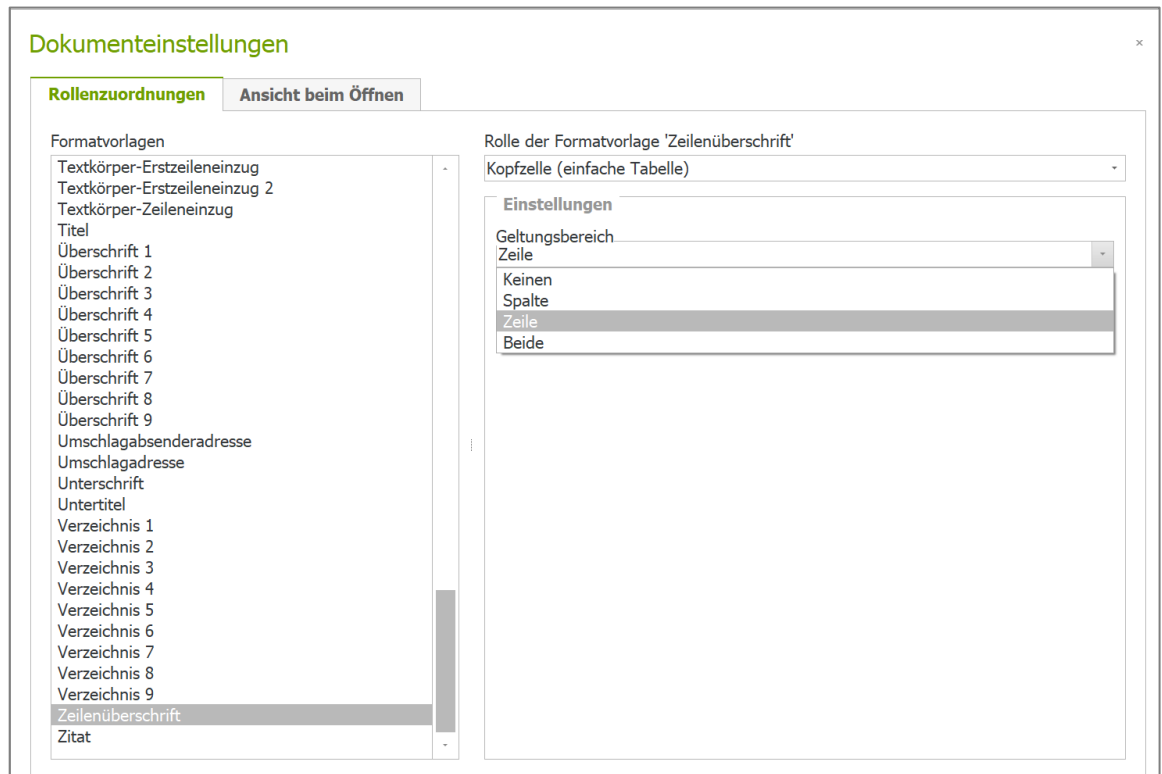 Dokumenteinstellungen
×
Rollenzuordnungen
Ansicht beim Öffnen
Formatvorlagen
Textkörper-Erstzeileneinzug
Textkörper-Erstzeileneinzug 2
Textkörper-Zeileneinzug
Titel
Überschrift 1
Überschrift 2
Überschrift 3
Überschrift 4
Überschrift 5
Überschrift 6
Überschrift 7
Überschrift 8
Überschrift 9
Umschlagabsenderadresse
Umschlagadresse
Unterschrift
Untertitel
Verzeichnis 1
Verzeichnis 2
Verzeichnis 3
Verzeichnis 4
Verzeichnis 5
Verzeichnis 6
Verzeichnis 7
Verzeichnis 8
Verzeichnis 9
Zeilenüberschrift
Zitat
Rolle der Formatvorlage 'Zeilenüberschrift'
Kopfzelle (einfache Tabelle)
Einstellungen
Geltungsbereich
Zeile
Keinen
Spalte
Zeile
Beide